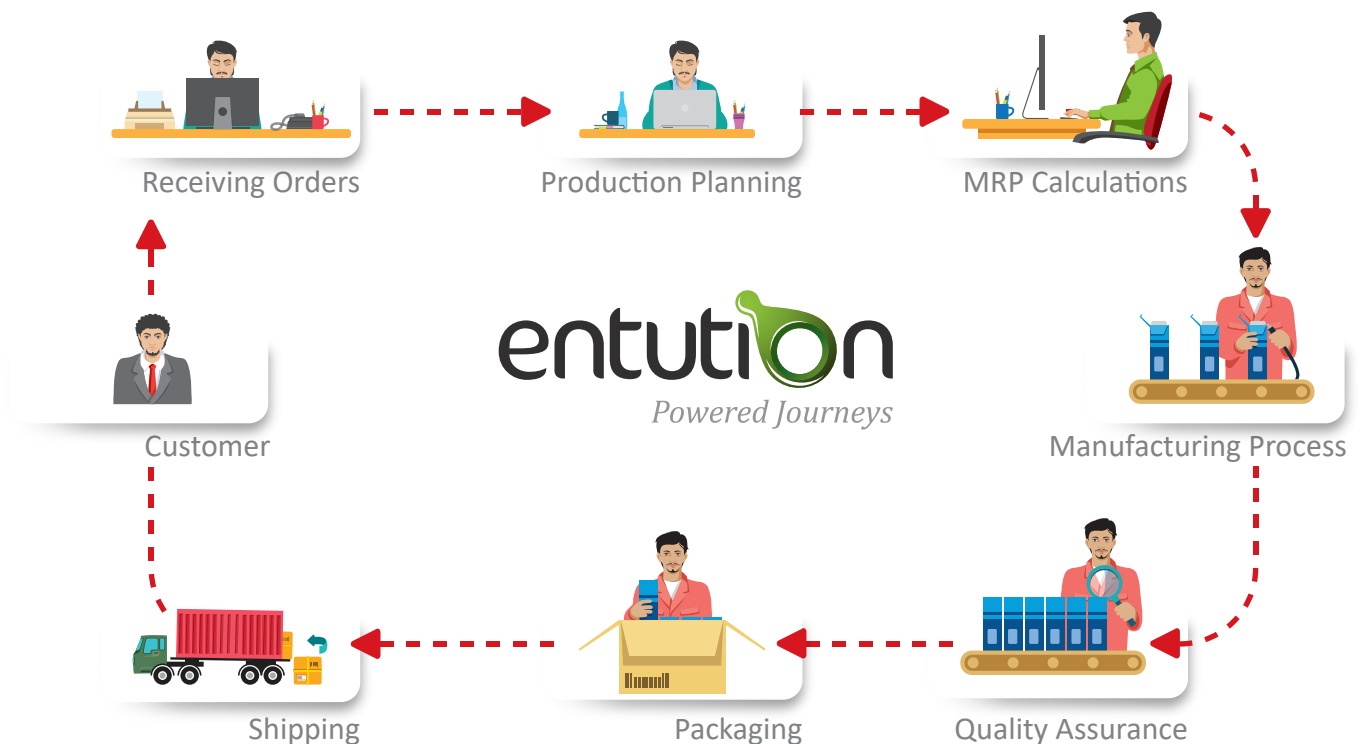 Receiving Orders
Production Planning
MRP Calculations
entution
Powered Journeys
Customer
Manufacturing Process
Shipping
Packaging
Quality Assurance